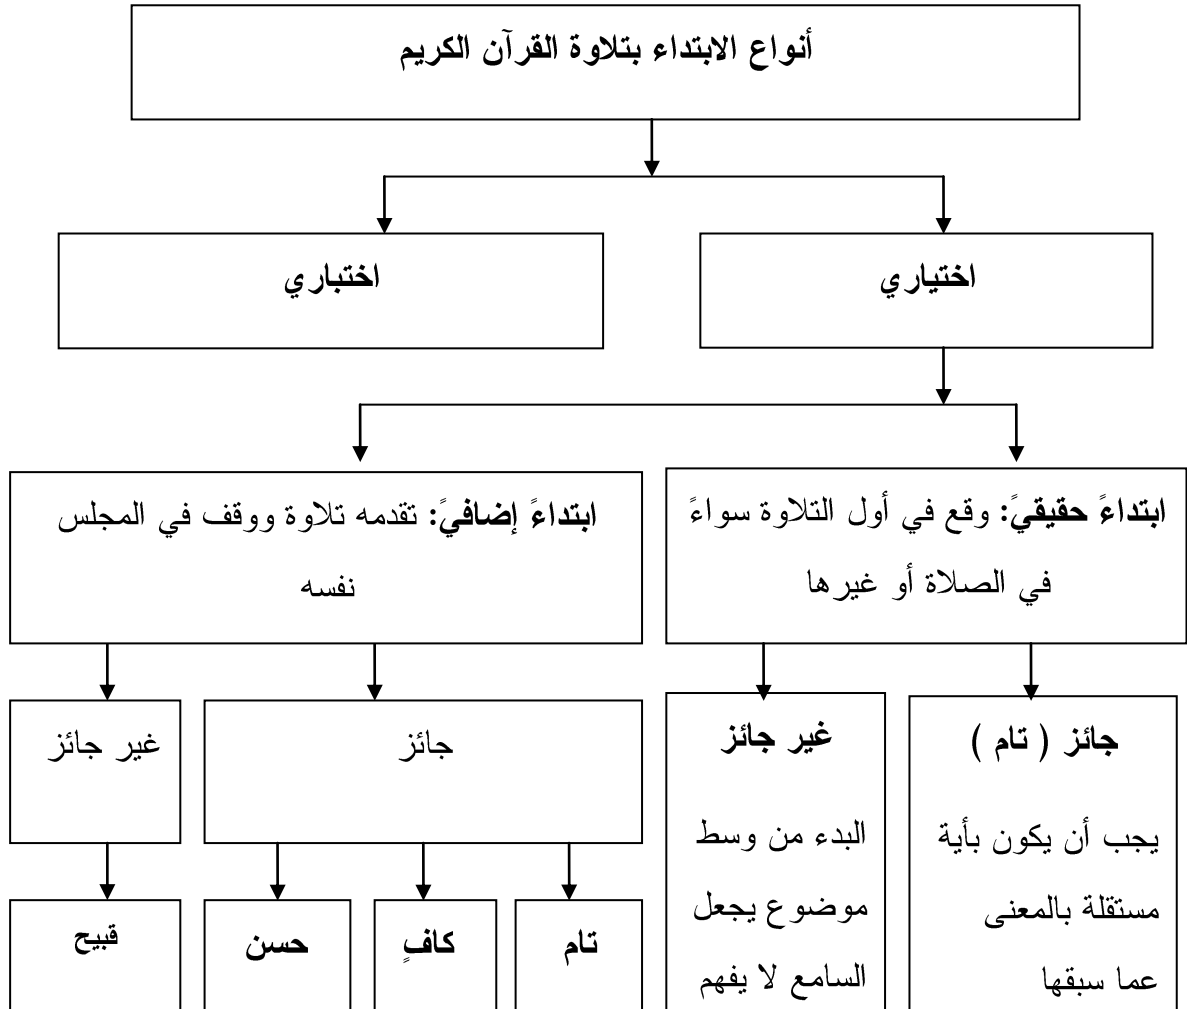 أنواع الابتداء بتلاوة القرآن الكريم
اختياري
اختباري
ابتداءً حقيقيً: وقع في أول التلاوة سواءً
في الصلاة أو غيرها
ابتداءً إضافيً: تقدمه تلاوة ووقف في المجلس
نفسه
جائز ( تام )
يجب أن يكون بأية
مستقلة بالمعنى
عما سبقها
غير جائز
البدء من وسط
موضوع يجعل
السامع لا يفهم
جائز
غير جائز
تام
كافٍ
حسن
قبيح